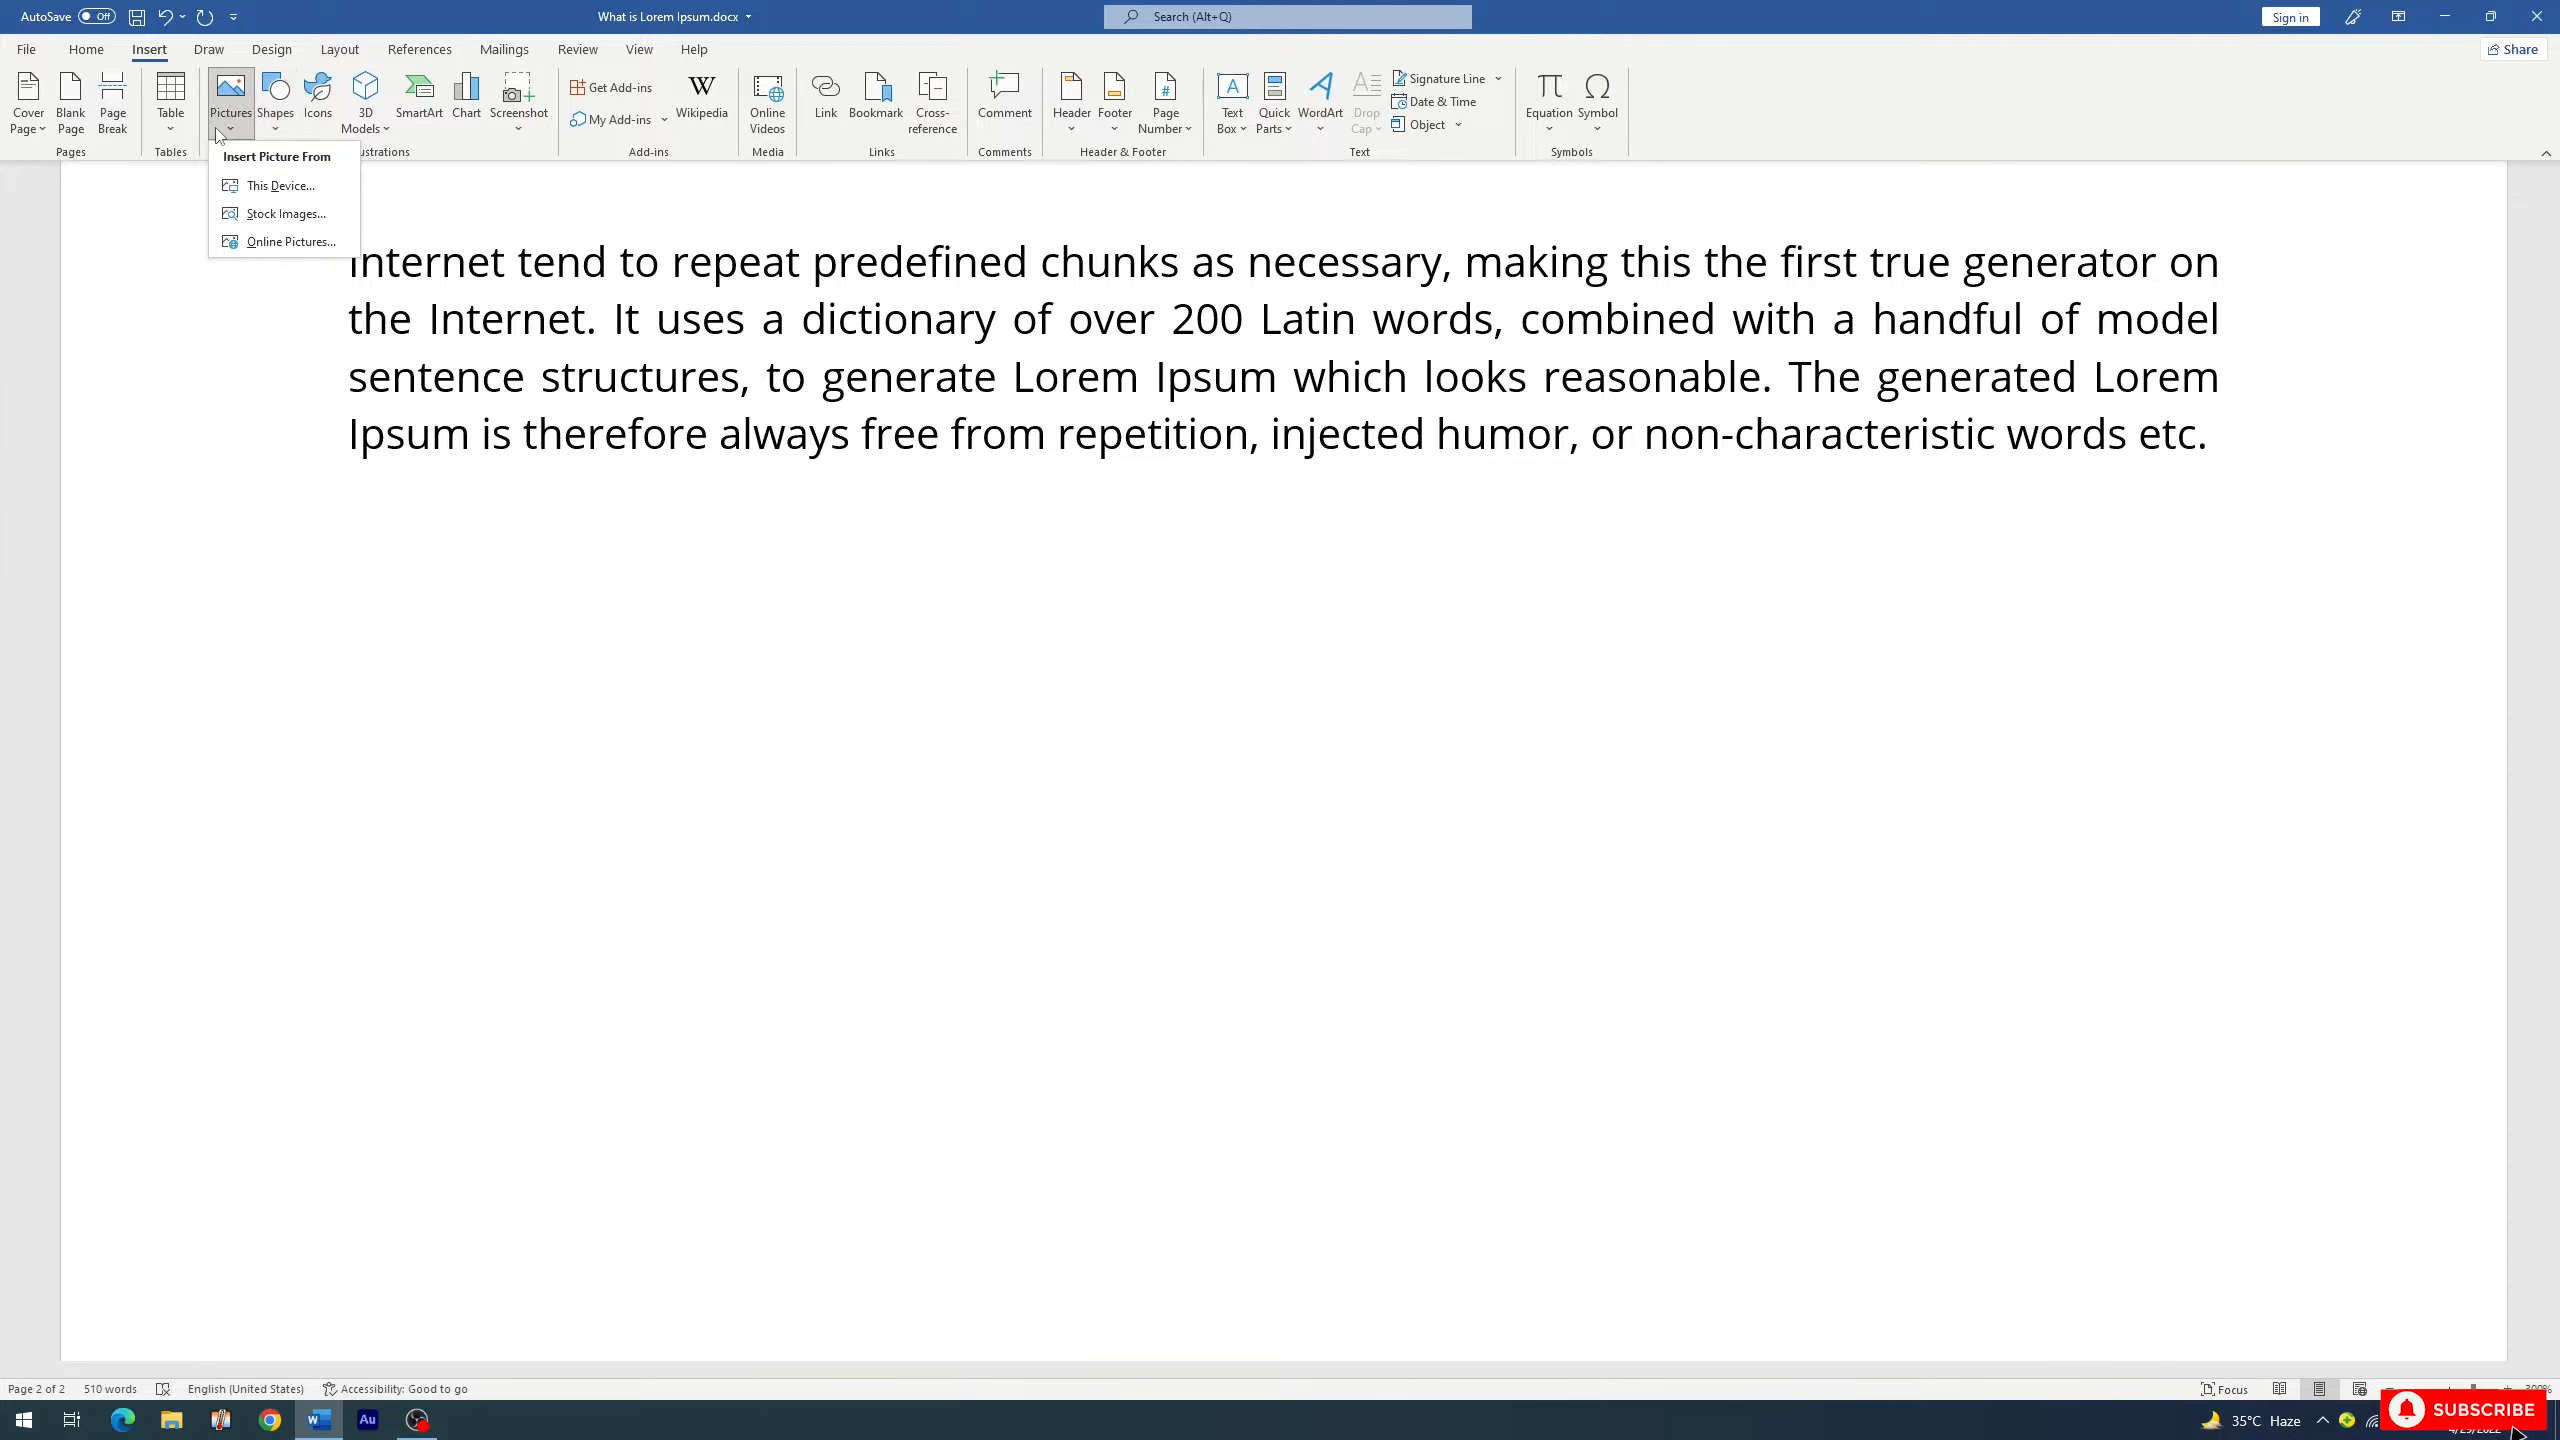 AutoSave Off
What is Lorem Ipsum.docx
Search (Alt+Q)
Sign in
File Home Insert Draw Design Layout References Mailings Review View Help
Share
Cover Page
Blank Page
Page Break
Table
Pictures
Shapes
Icons
3D Models
SmartArt
Chart
Screenshot
Get Add-ins
My Add-ins
Wikipedia
Online Videos
Link
Bookmark
Cross-reference
Comment
Header
Footer
Page Number
Text Box
Quick Parts
WordArt
Drop Cap
Signature Line
Date & Time
Object
Equation
Symbol
Pages
Tables
Add-ins
Media
Links
Comments
Header & Footer
Text
Symbols
Insert Picture From
This Device...
Stock Images...
Online Pictures...
Internet tend to repeat predefined chunks as necessary, making this the first true generator on
the Internet. It uses a dictionary of over 200 Latin words, combined with a handful of model
sentence structures, to generate Lorem Ipsum which looks reasonable. The generated Lorem
Ipsum is therefore always free from repetition, injected humor, or non-characteristic words etc.
Page 2 of 2 510 words English (United States) Accessibility: Good to go
Focus
35°C Haze
SUBSCRIBE